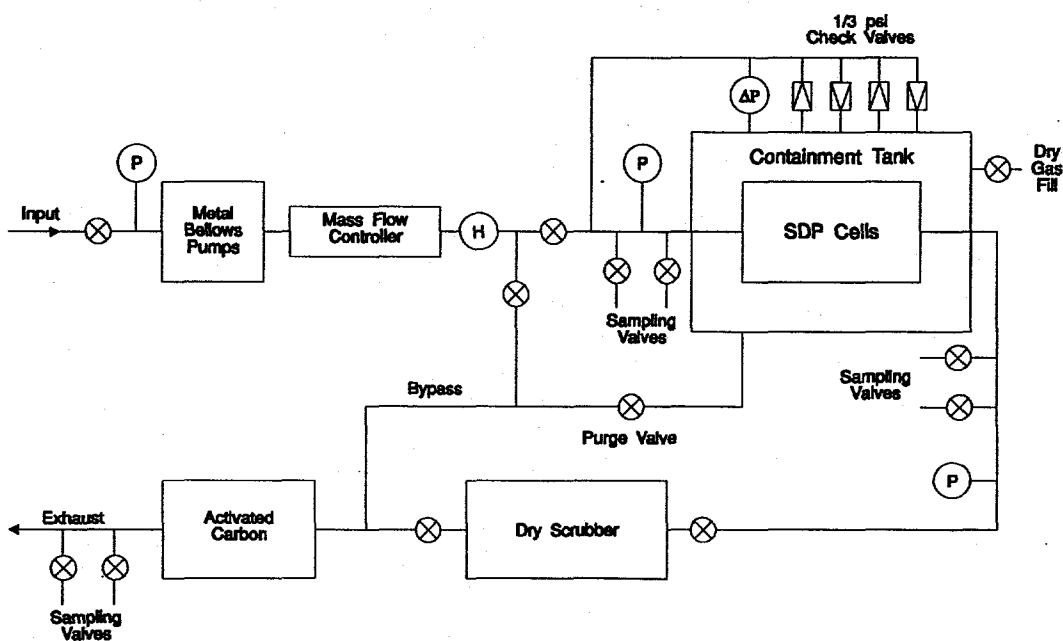 1/3 psi
Check Valves
ΔP
P
P
Containment Tank
Dry
Gas
Fill
Input
Metal
Bellows
Pumps
Mass Flow
Controller
H
SDP Cells
Sampling
Valves
Sampling
Valves
Bypass
Purge Valve
P
Exhaust
Activated
Carbon
Dry Scrubber
Sampling
Valves